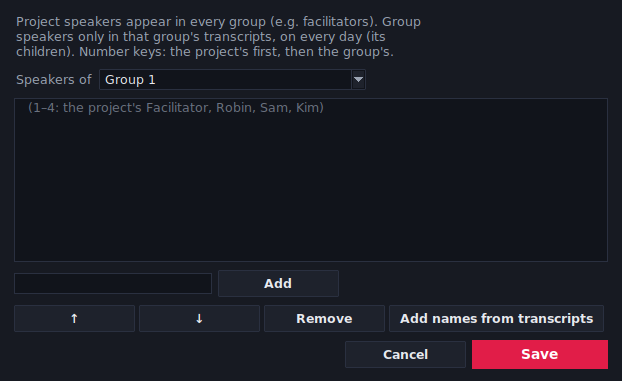 Project speakers appear in every group (e.g. facilitators). Group
speakers only in that group's transcripts, on every day (its
children). Number keys: the project's first, then the group's.
Speakers of Group 1
(1–4: the project's Facilitator, Robin, Sam, Kim)
Add
↑ ↓ Remove Add names from transcripts
Cancel Save